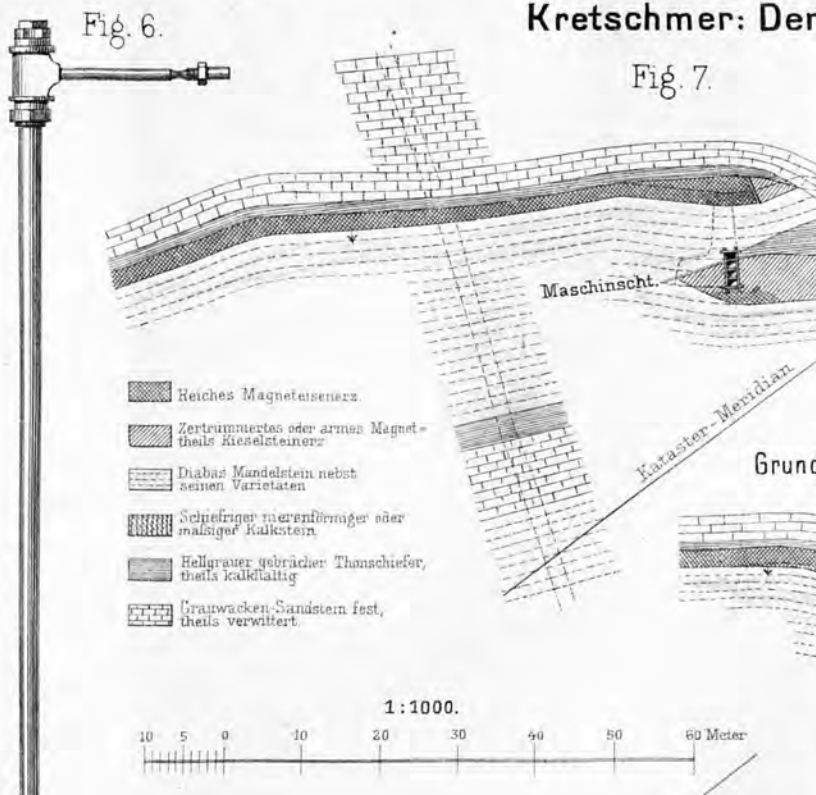 Kretschmer: Der
Fig. 6.
Fig. 7.
Maschinscht.
Kataster-Meridian
Reiches Magneteisenerz.
Zertrümmertes oder armes Magnet=
theils Kieselsteinerz
Diabas Mandelstein nebst
seinen Varietäten
Schiefriger nierenförmiger oder
massiger Kalkstein
Hellgrauer gebrächer Thonschiefer,
theils kalkhältig
Grauwacken-Sandstein fest,
theils verwittert.
Grund
1:1000.
10 5 0 10 20 30 40 50 60 Meter